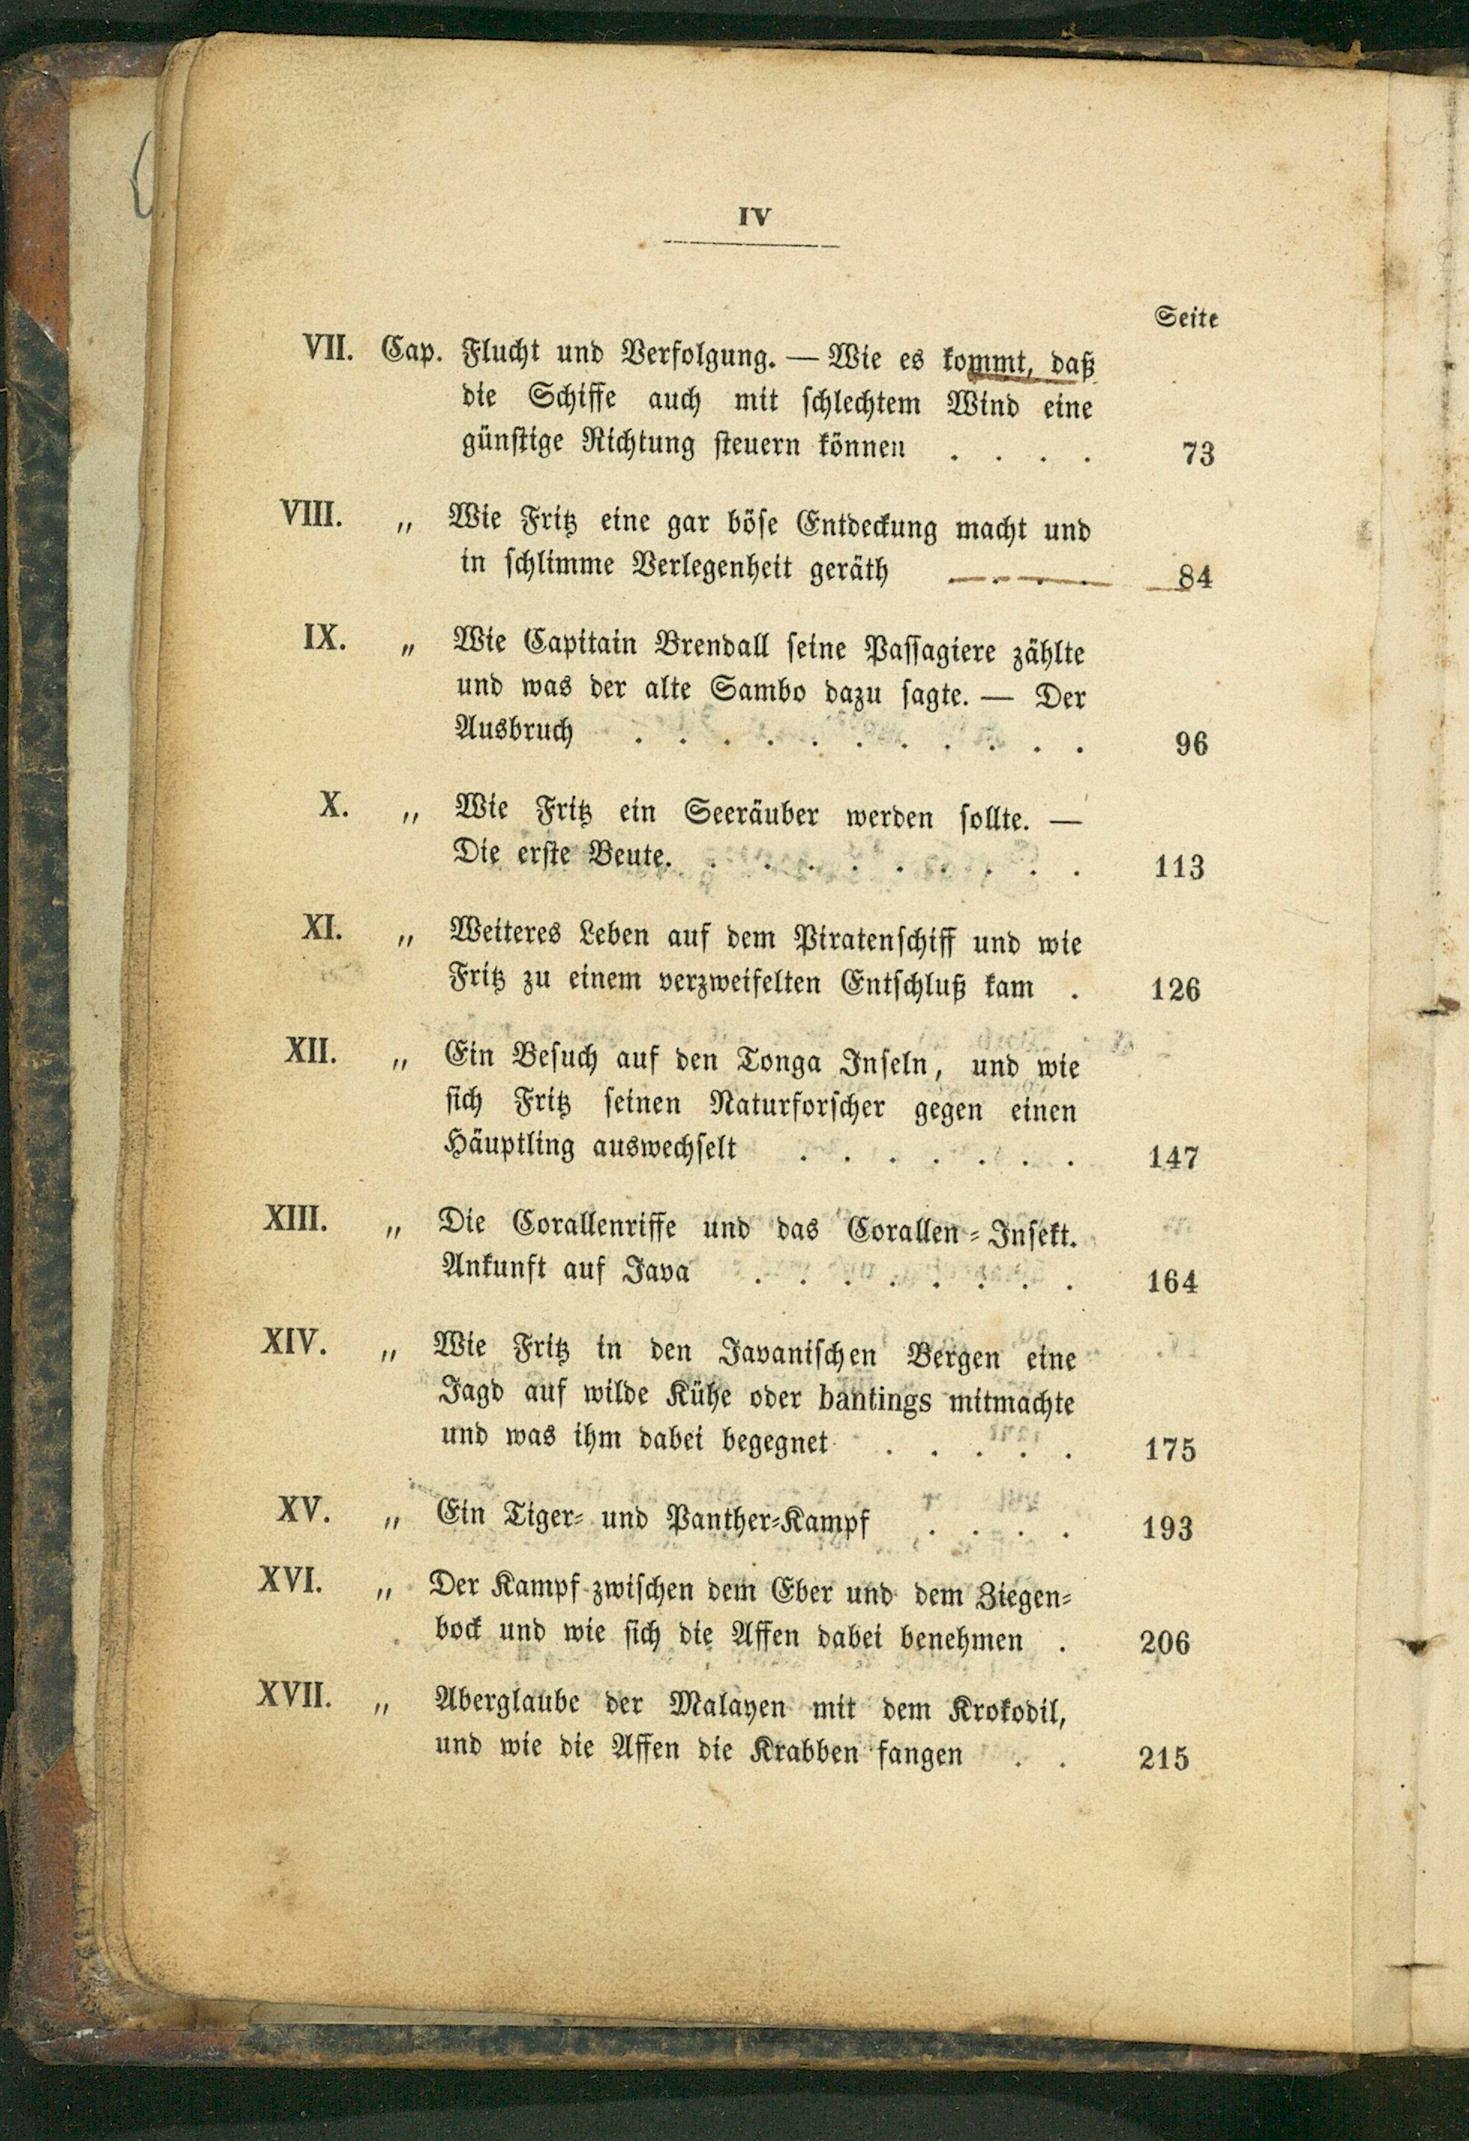 IV
Seite
VII. Cap. Flucht und Verfolgung. — Wie es kommt, daß
die Schiffe auch mit schlechtem Wind eine
günstige Richtung steuern können . . . . 73
VIII. „ Wie Fritz eine gar böse Entdeckung macht und
in schlimme Verlegenheit geräth . . . . 84
IX. „ Wie Capitain Brendall seine Passagiere zählte
und was der alte Sambo dazu sagte. — Der
Ausbruch . . . . . . . . . . . 96
X. „ Wie Fritz ein Seeräuber werden sollte. —
Die erste Beute. . . . . . . . . . 113
XI. „ Weiteres Leben auf dem Piratenschiff und wie
Fritz zu einem verzweifelten Entschluß kam . 126
XII. „ Ein Besuch auf den Tonga Inseln, und wie
sich Fritz seinen Naturforscher gegen einen
Häuptling auswechselt . . . . . . . 147
XIII. „ Die Corallenriffe und das Corallen-Insekt.
Ankunft auf Java . . . . . . . . 164
XIV. „ Wie Fritz in den Javanischen Bergen eine
Jagd auf wilde Kühe oder bantings mitmachte
und was ihm dabei begegnet . . . . . 175
XV. „ Ein Tiger- und Panther-Kampf . . . . 193
XVI. „ Der Kampf zwischen dem Eber und dem Ziegen-
bock und wie sich die Affen dabei benehmen . 206
XVII. „ Aberglaube der Malayen mit dem Krokodil,
und wie die Affen die Krabben fangen . . 215